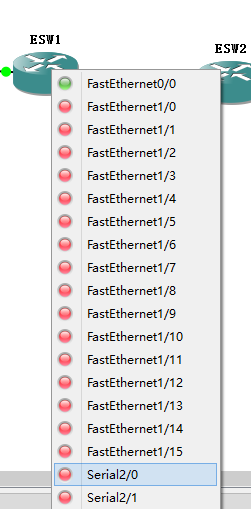 ESW1
ESW2
FastEthernet0/0
FastEthernet1/0
FastEthernet1/1
FastEthernet1/2
FastEthernet1/3
FastEthernet1/4
FastEthernet1/5
FastEthernet1/6
FastEthernet1/7
FastEthernet1/8
FastEthernet1/9
FastEthernet1/10
FastEthernet1/11
FastEthernet1/12
FastEthernet1/13
FastEthernet1/14
FastEthernet1/15
Serial2/0
Serial2/1